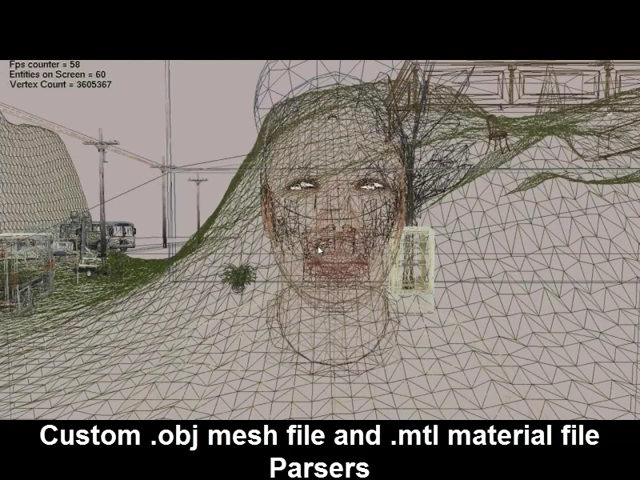 Fps counter = 58
Entities on Screen = 60
Vertex Count = 3605367
Custom .obj mesh file and .mtl material file
Parsers